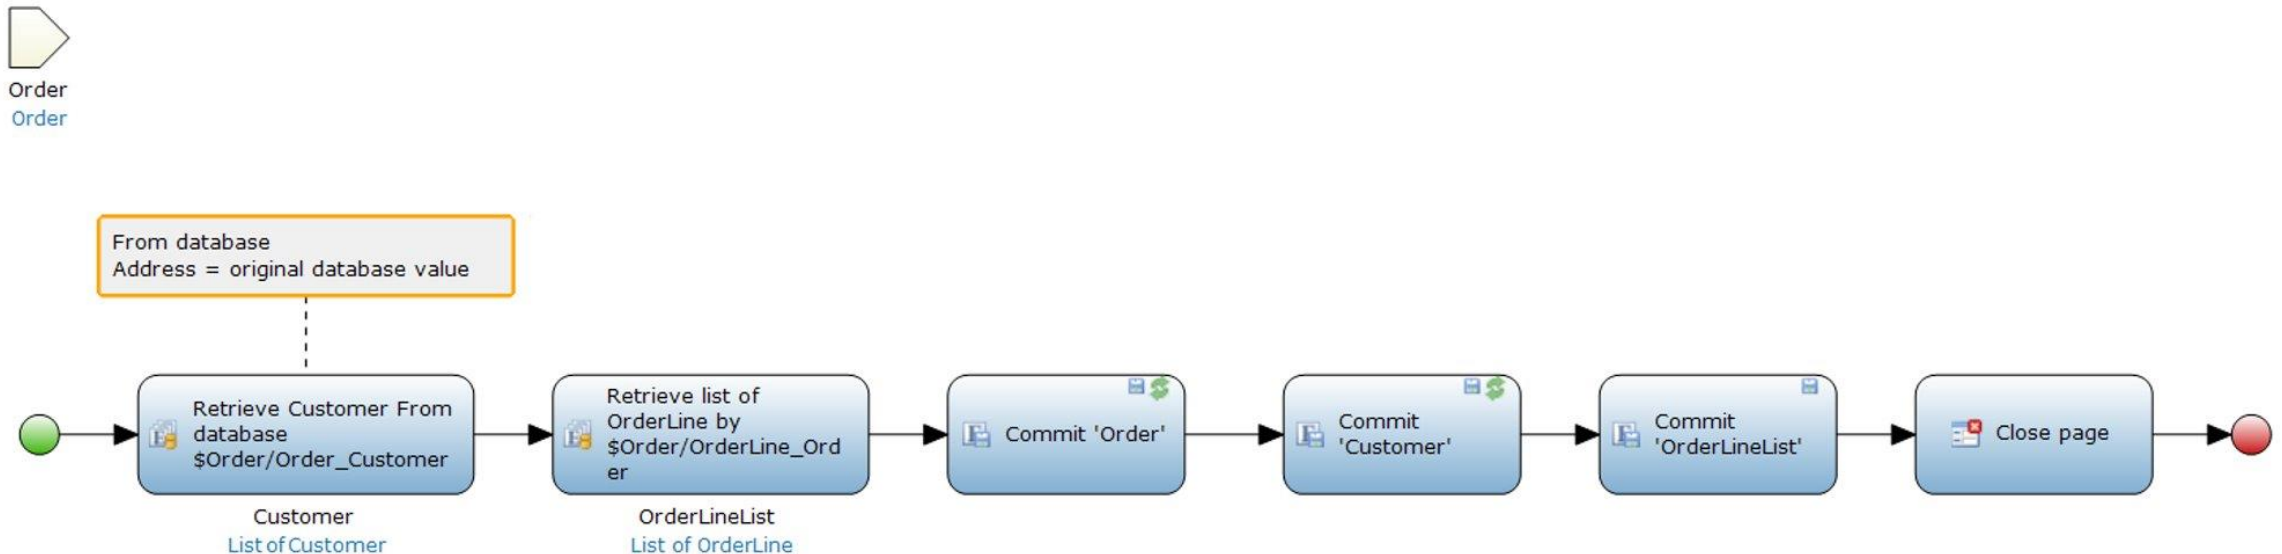 Order
Order
From database
Address = original database value
Retrieve Customer From
database
$Order/Order_Customer
Customer
List of Customer
Retrieve list of
OrderLine by
$Order/OrderLine_Ord
er
OrderLineList
List of OrderLine
Commit 'Order'
Commit
'Customer'
Commit
'OrderLineList'
Close page